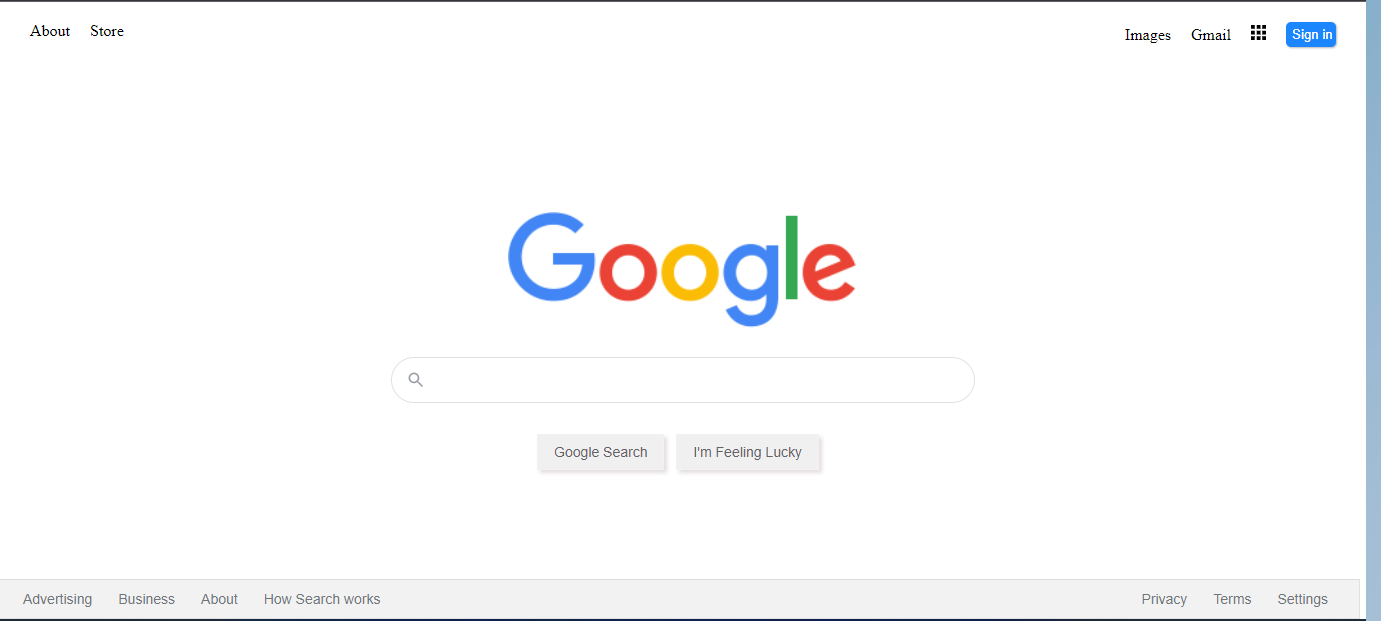 About Store
Images Gmail Sign in
Google
Google Search I'm Feeling Lucky
Advertising Business About How Search works Privacy Terms Settings